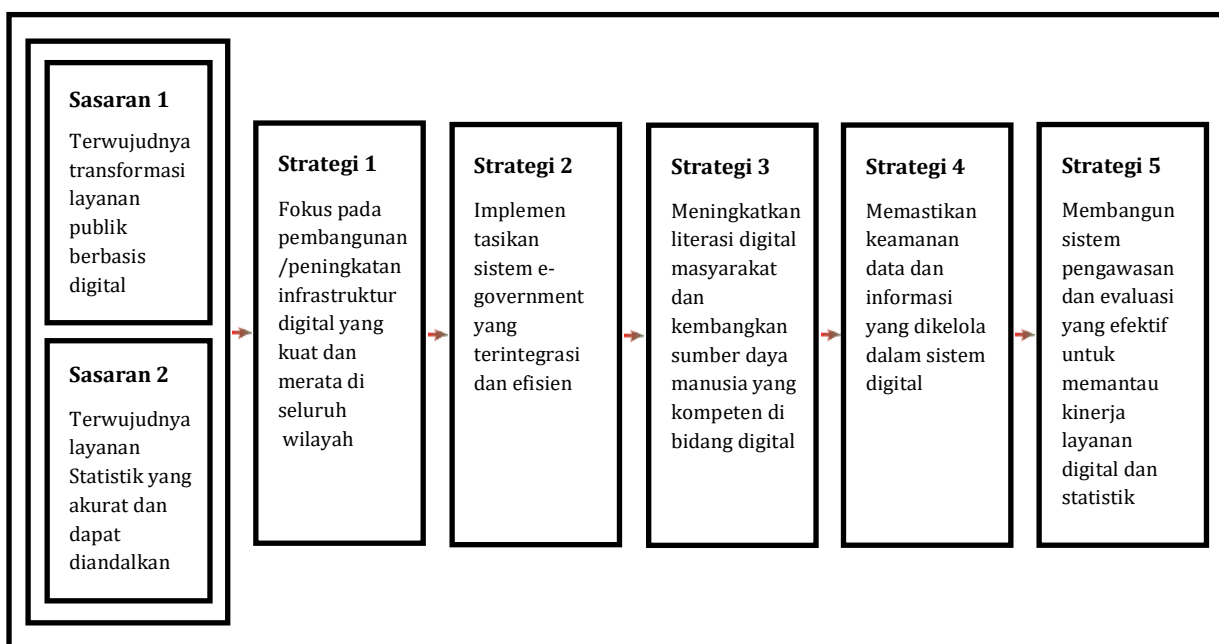 Sasaran 1
Terwujudnya
transformasi
layanan
publik
berbasis
digital
Sasaran 2
Terwujudnya
layanan
Statistik yang
akurat dan
dapat
diandalkan
Strategi 1
Fokus pada
pembangunan
/peningkatan
infrastruktur
digital yang
kuat dan
merata di
seluruh
wilayah
Strategi 2
Implemen
tasikan
sistem e-
government
yang
terintegrasi
dan efisien
Strategi 3
Meningkatkan
literasi digital
masyarakat
dan
kembangkan
sumber daya
manusia yang
kompeten di
bidang digital
Strategi 4
Memastikan
keamanan
data dan
informasi
yang dikelola
dalam sistem
digital
Strategi 5
Membangun
sistem
pengawasan
dan evaluasi
yang efektif
untuk
memantau
kinerja
layanan
digital dan
statistik